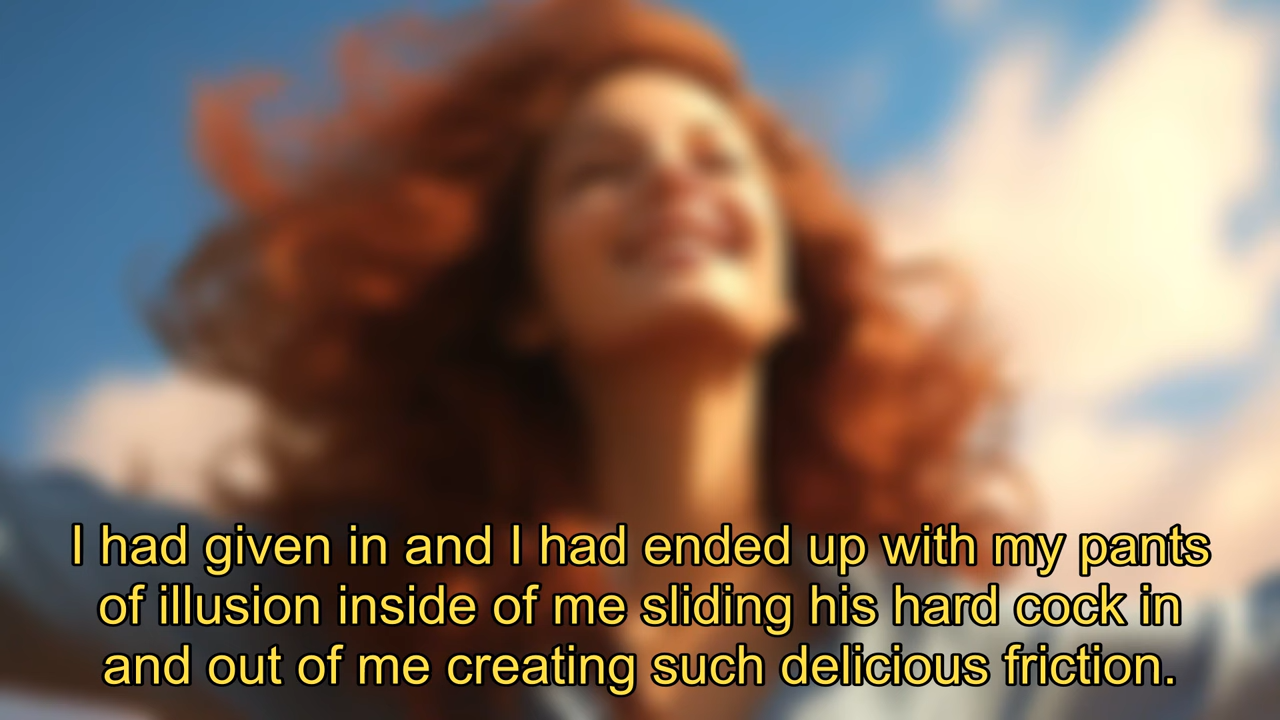 I had given in and I had ended up with my pants
of illusion inside of me sliding his hard cock in
and out of me creating such delicious friction.